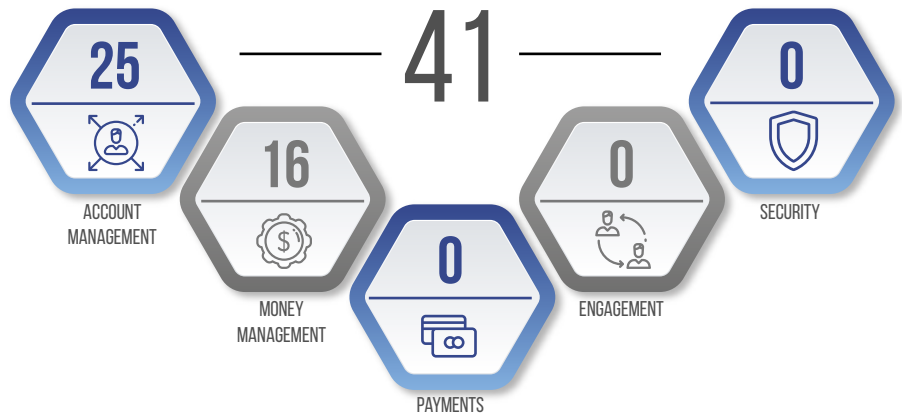 41
25
ACCOUNT
MANAGEMENT
16
$
MONEY
MANAGEMENT
0
PAYMENTS
0
ENGAGEMENT
0
SECURITY